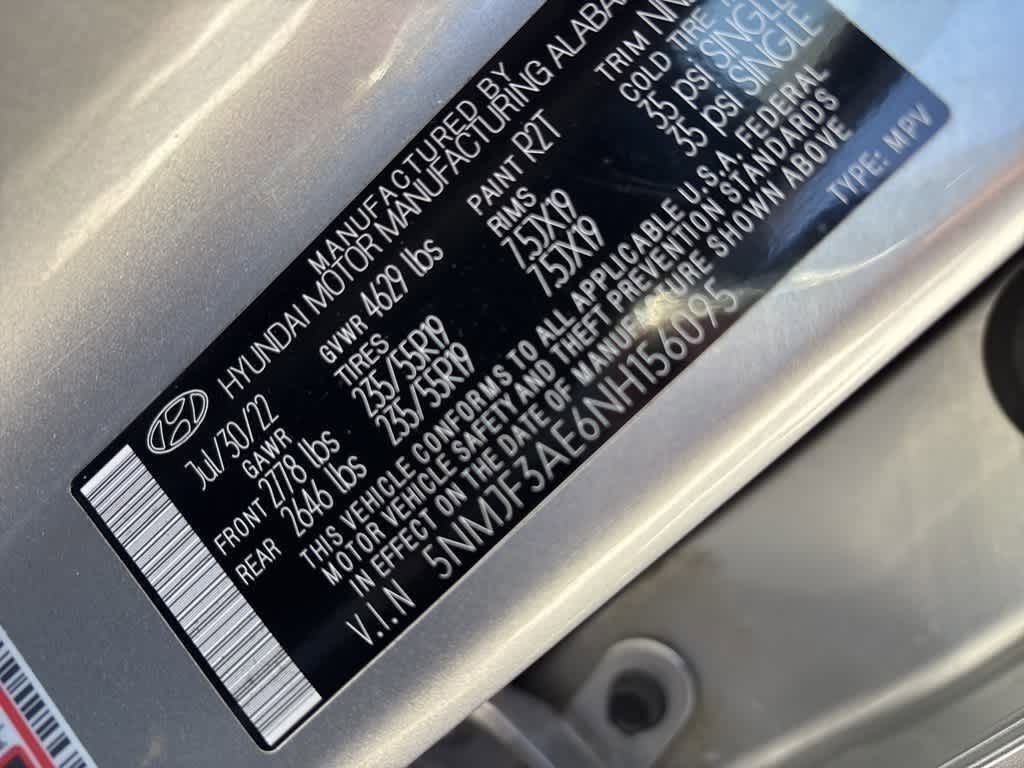 MANUFACTURED BY
HYUNDAI MOTOR MANUFACTURING ALABA
Jul/30/22 GVWR 4629 lbs PAINT R2T TRIM NN
GAWR TIRES RIMS COLD TIRE
FRONT 2778 lbs 235/55R19 7.5JX19 35 psi SINGLE
REAR 2646 lbs 235/55R19 7.5JX19 35 psi SINGLE
THIS VEHICLE CONFORMS TO ALL APPLICABLE U.S.A. FEDERAL
MOTOR VEHICLE SAFETY AND THEFT PREVENTION STANDARDS
IN EFFECT ON THE DATE OF MANUFACTURE SHOWN ABOVE
V.I.N 5NMJF3AE6NH156095 TYPE: MPV